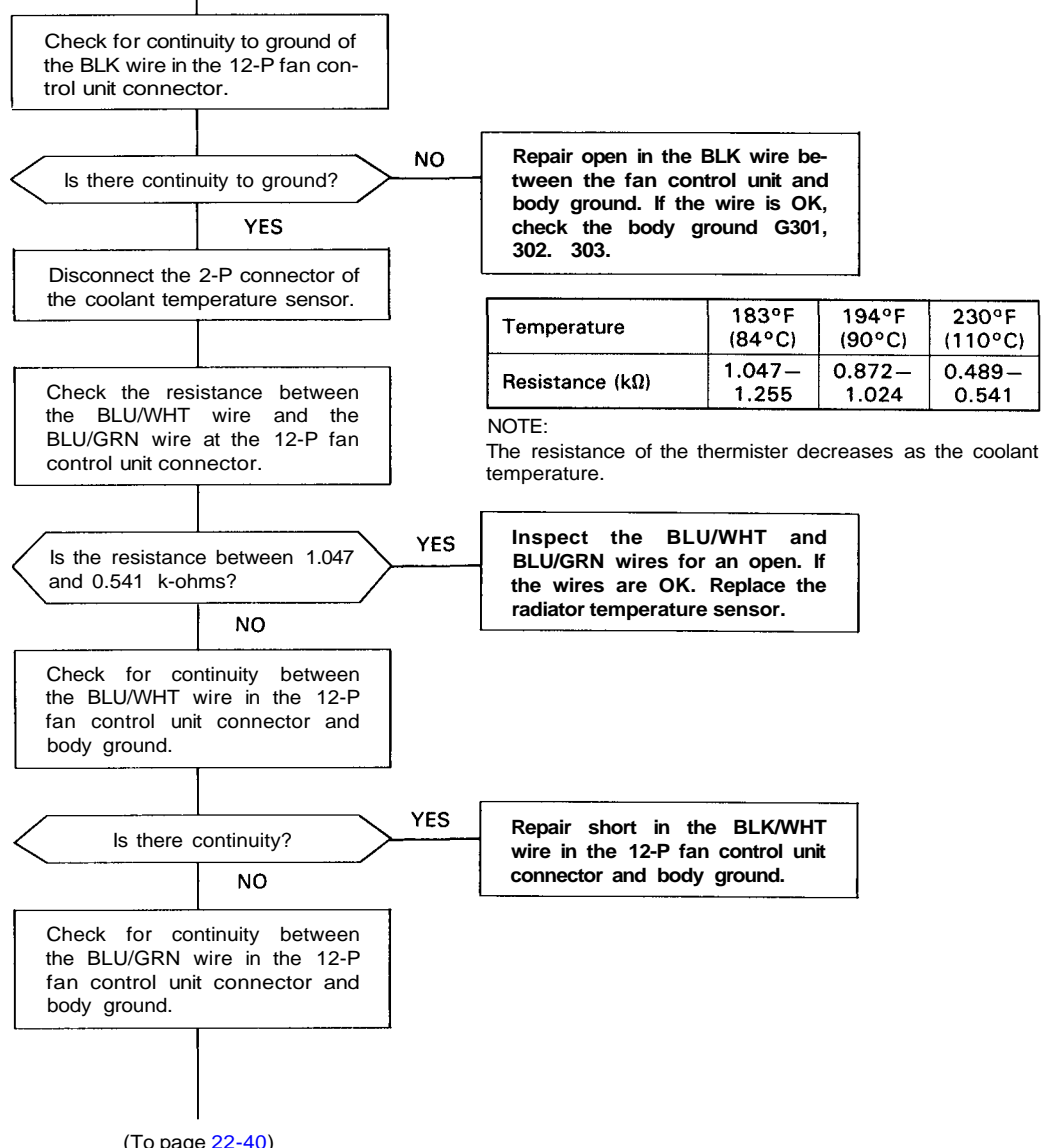 Check for continuity to ground of
the BLK wire in the 12-P fan con-
trol unit connector.
Is there continuity to ground?
NO
Repair open in the BLK wire be-
tween the fan control unit and
body ground. If the wire is OK,
check the body ground G301,
302. 303.
YES
Disconnect the 2-P connector of
the coolant temperature sensor.
Temperature 183°F (84°C) 194°F (90°C) 230°F (110°C)
Resistance (kΩ) 1.047– 1.255 0.872– 1.024 0.489– 0.541
NOTE:
The resistance of the thermister decreases as the coolant
temperature.
Check the resistance between
the BLU/WHT wire and the
BLU/GRN wire at the 12-P fan
control unit connector.
Is the resistance between 1.047
and 0.541 k-ohms?
YES
Inspect the BLU/WHT and
BLU/GRN wires for an open. If
the wires are OK. Replace the
radiator temperature sensor.
NO
Check for continuity between
the BLU/WHT wire in the 12-P
fan control unit connector and
body ground.
Is there continuity?
YES
Repair short in the BLK/WHT
wire in the 12-P fan control unit
connector and body ground.
NO
Check for continuity between
the BLU/GRN wire in the 12-P
fan control unit connector and
body ground.
(To page 22-40)